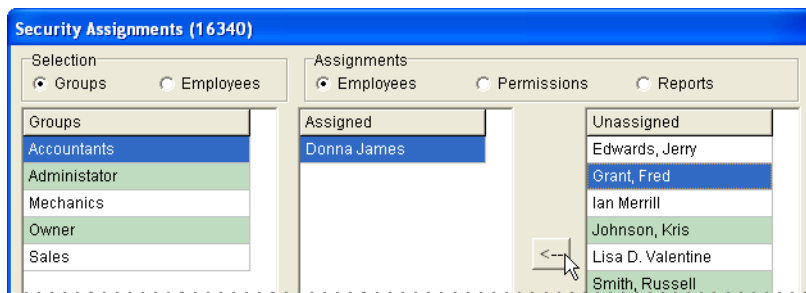 Security Assignments (16340)
Selection
Groups Employees
Assignments
Employees Permissions Reports
Groups
Accountants
Administator
Mechanics
Owner
Sales
Assigned
Donna James
<--
Unassigned
Edwards, Jerry
Grant, Fred
Ian Merrill
Johnson, Kris
Lisa D. Valentine
Smith, Russell